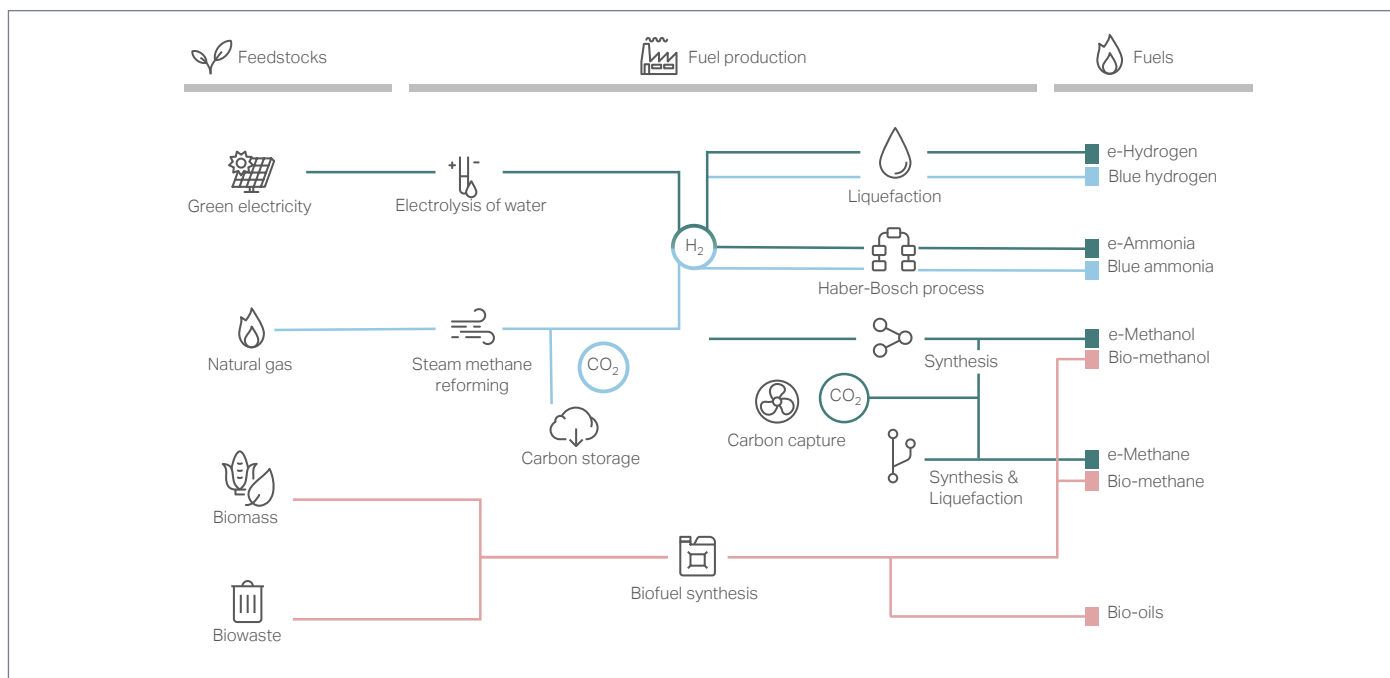 Feedstocks
Fuel production
Fuels
Green electricity
Electrolysis of water
+ -
H₂
Liquefaction
e-Hydrogen
Blue hydrogen
Haber-Bosch process
e-Ammonia
Blue ammonia
Natural gas
Steam methane
reforming
CO₂
Carbon storage
Synthesis
e-Methanol
Bio-methanol
Carbon capture
CO₂
Synthesis &
Liquefaction
e-Methane
Bio-methane
Biomass
Biowaste
Biofuel synthesis
Bio-oils